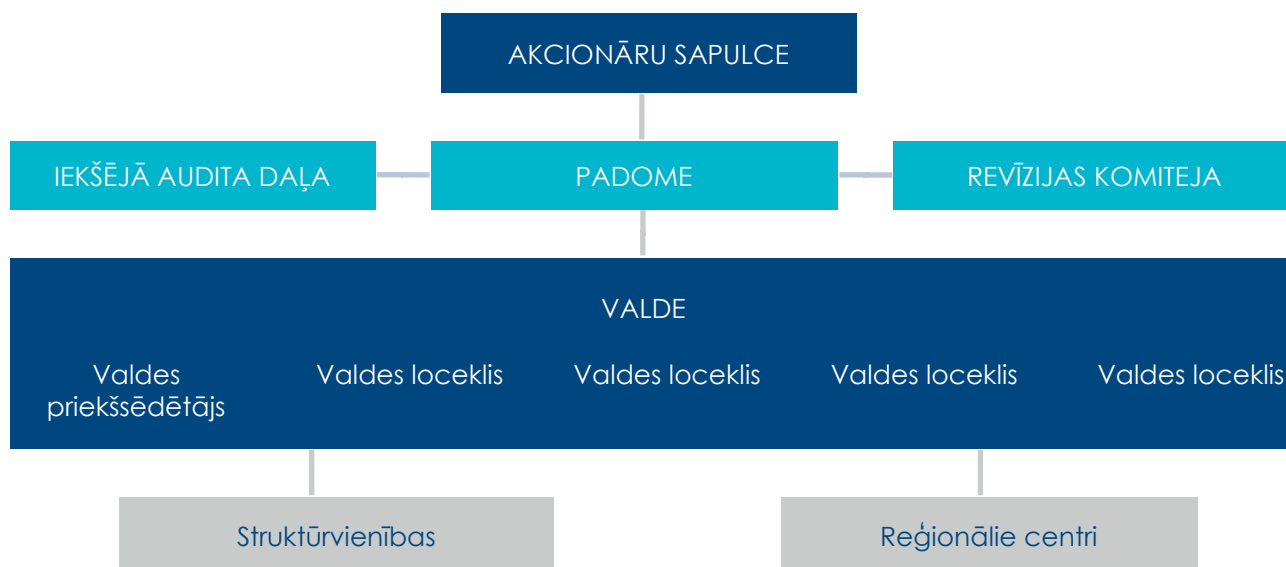 AKCIONĀRU SAPULCE
IEKŠĒJĀ AUDITA DAĻA
PADOME
REVĪZIJAS KOMITEJA
VALDE
Valdes
priekšsēdētājs
Valdes loceklis
Valdes loceklis
Valdes loceklis
Valdes loceklis
Struktūrvienības
Reģionālie centri